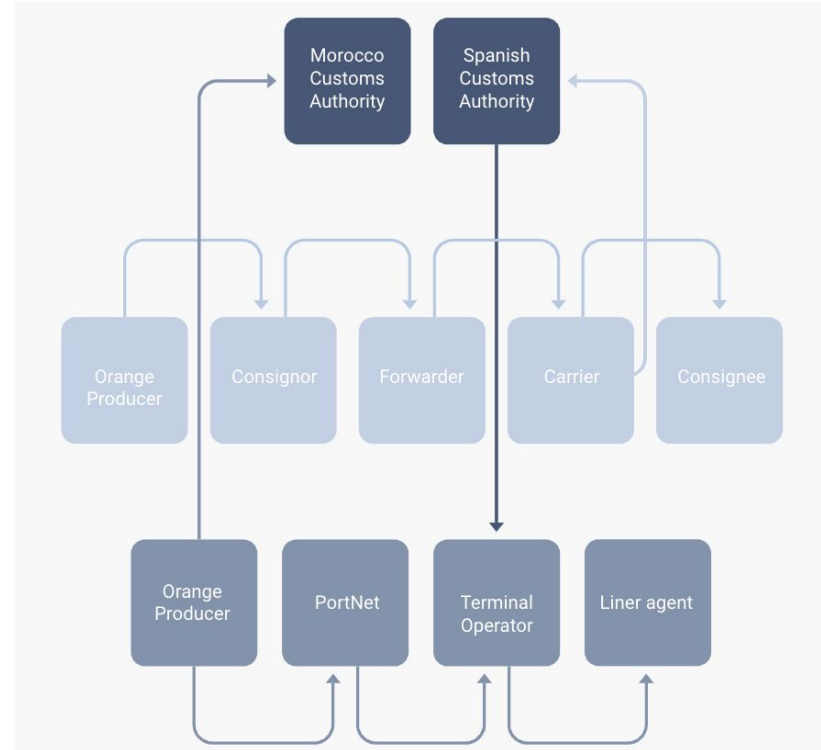 Morocco
Customs
Authority
Spanish
Customs
Authority
Orange
Producer
Consignor
Forwarder
Carrier
Consignee
Orange
Producer
PortNet
Terminal
Operator
Liner agent